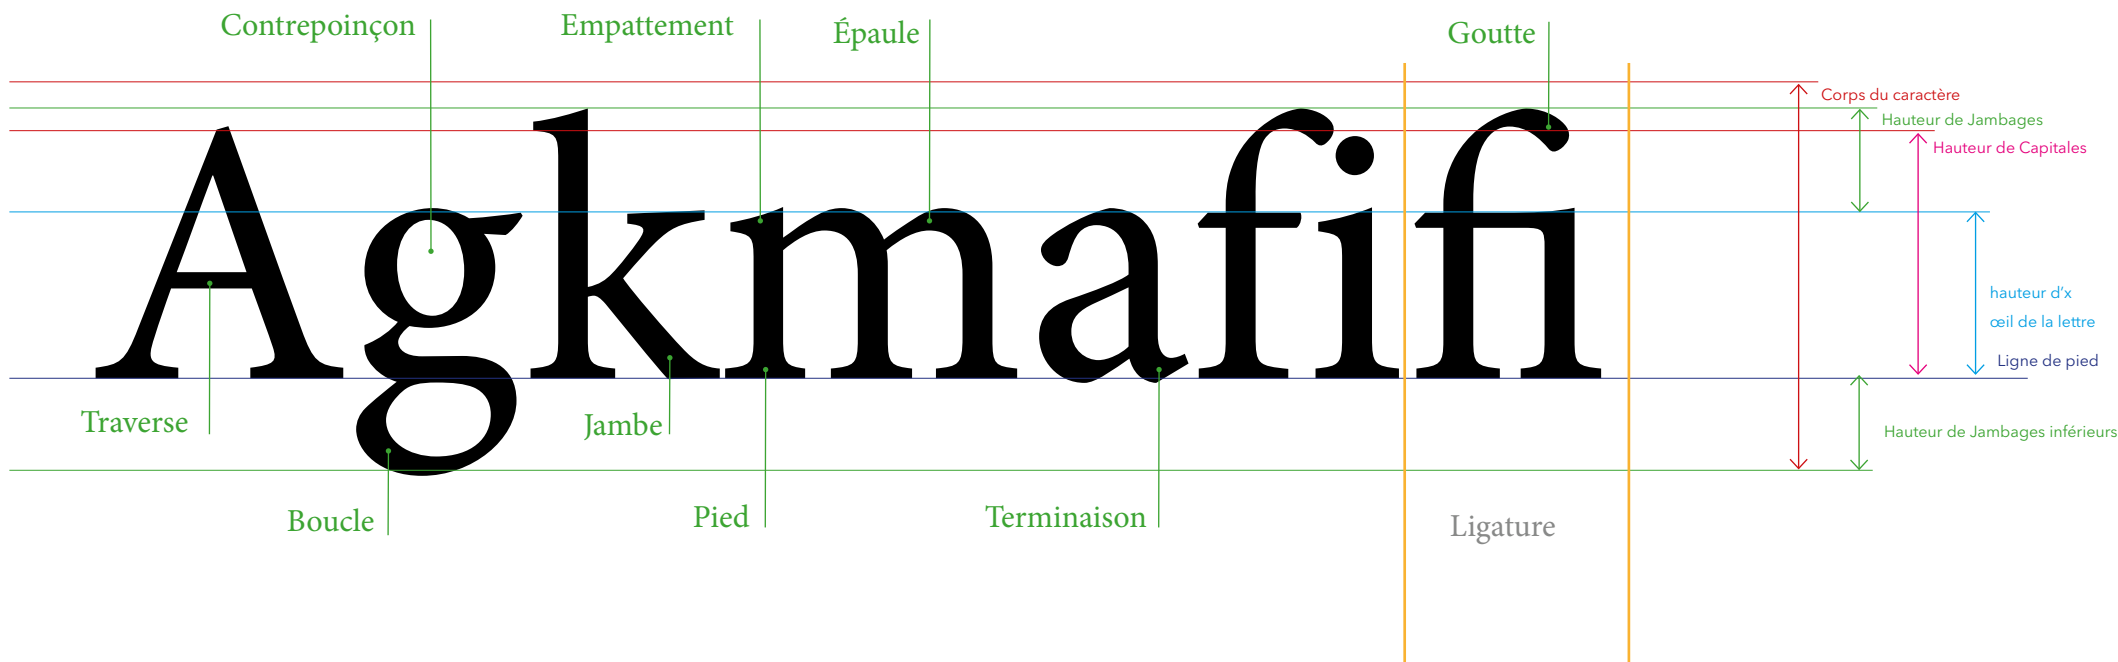 Contrepoinçon
Empattement
Épaule
Goutte
Corps du caractère
Hauteur de Jambages
Hauteur de Capitales
Agkmafifi
hauteur d'x
œil de la lettre
Ligne de pied
Traverse
Jambe
Hauteur de Jambages inférieurs
Boucle
Pied
Terminaison
Ligature